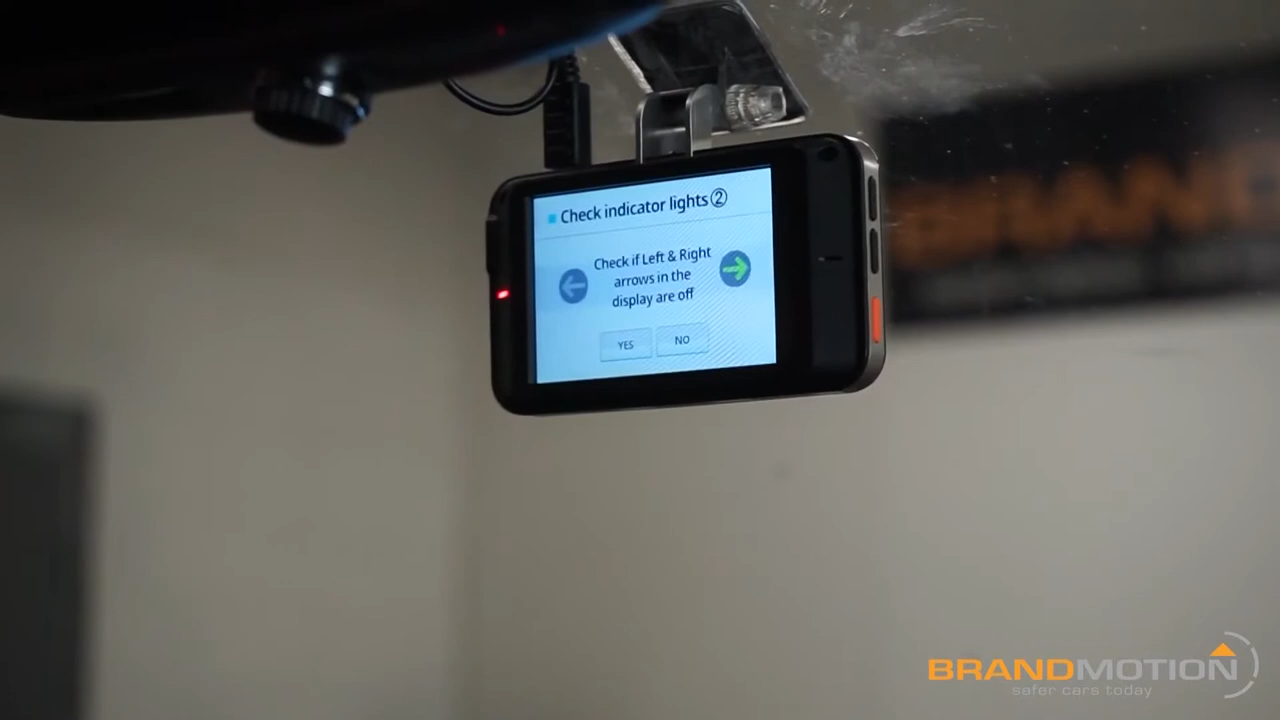 Check indicator lights②
Check if Left & Right
arrows in the
display are off
YES
NO
BRAND
BRANDMOTION
safer cars today